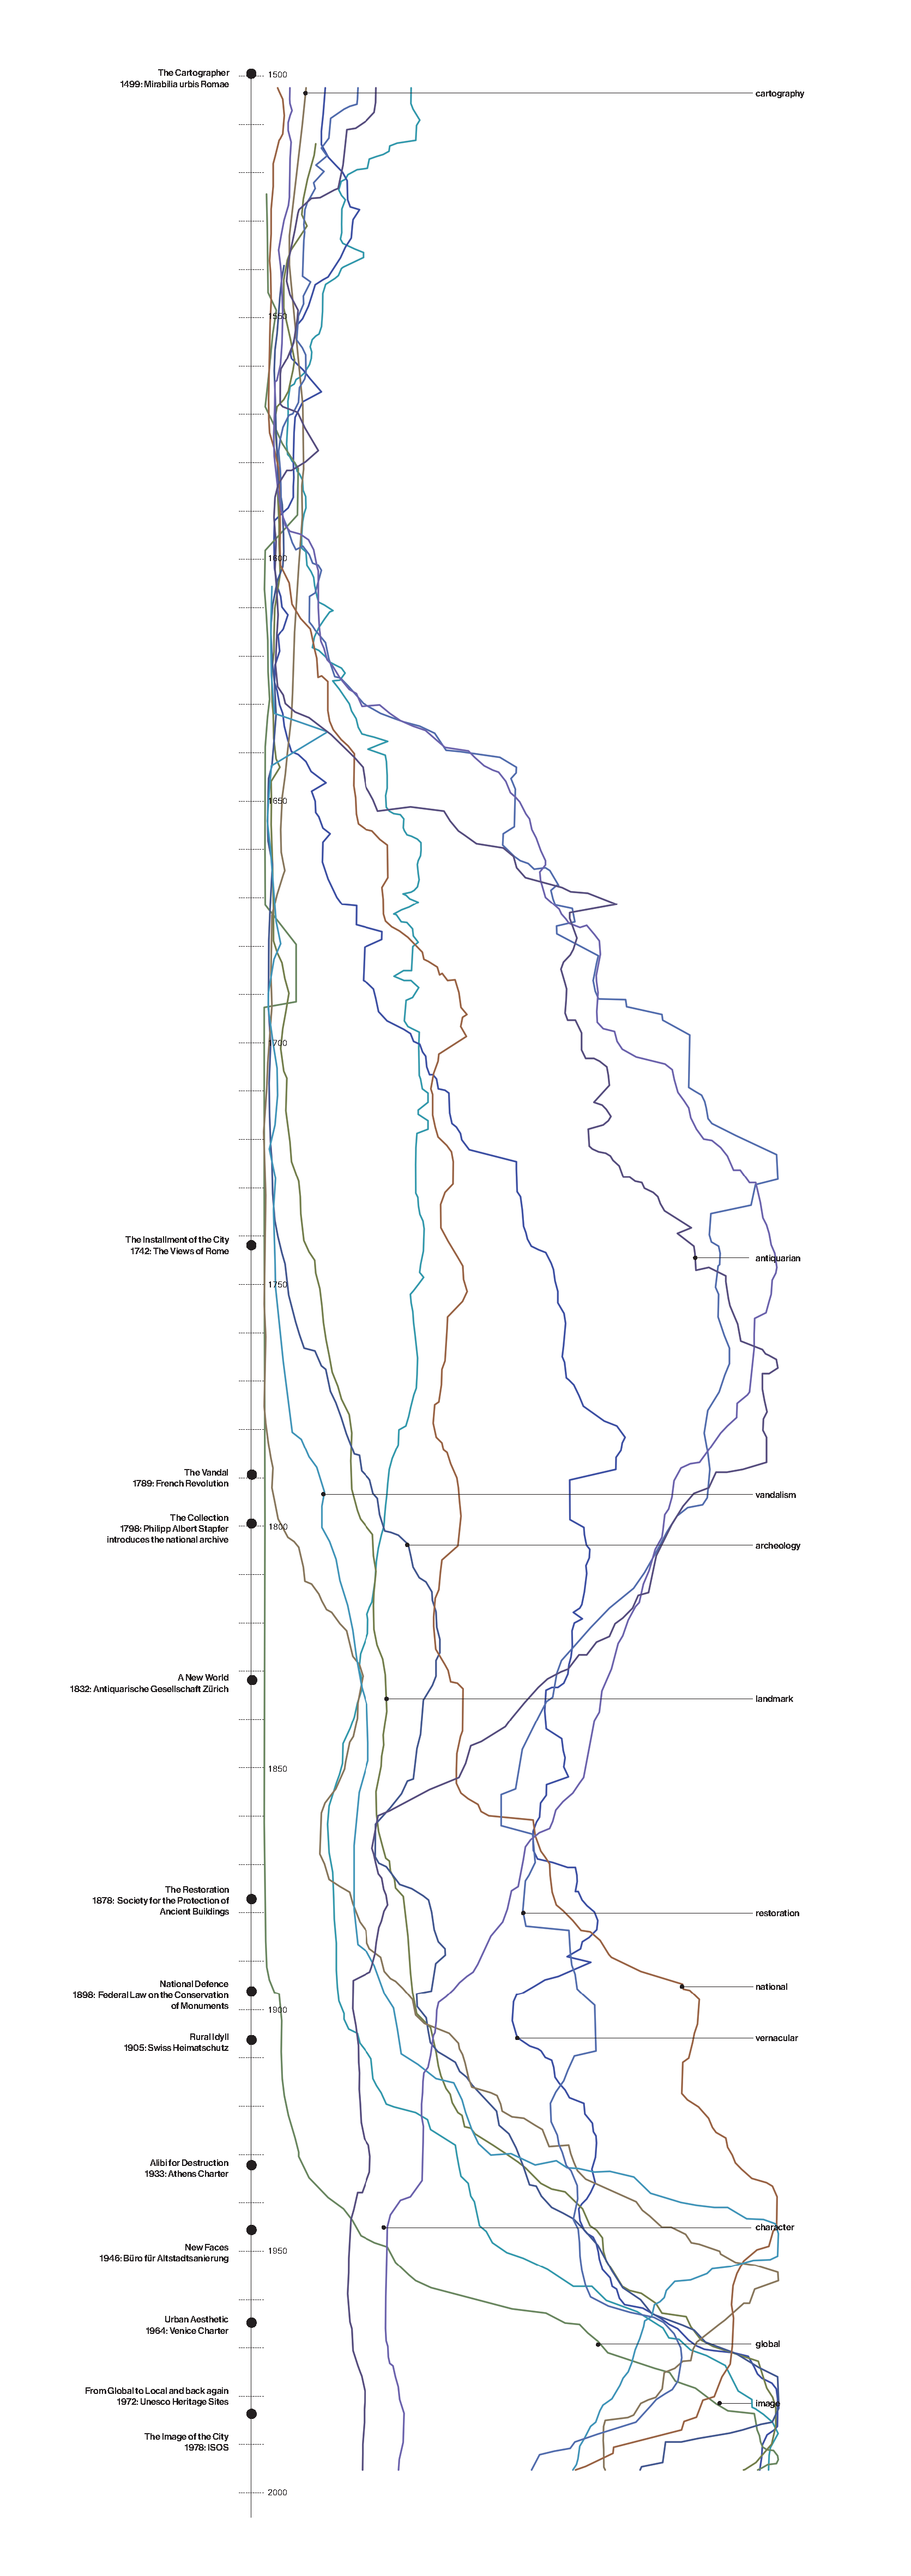 The Cartographer
1499: Mirabilia urbis Romae
1500
cartography
1550
1600
1650
1700
The Installment of the City
1742: The Views of Rome
antiquarian
1750
The Vandal
1789: French Revolution
vandalism
The Collection
1798: Philipp Albert Stapfer
introduces the national archive
1800
archeology
A New World
1832: Antiquarische Gesellschaft Zürich
landmark
1850
The Restoration
1878: Society for the Protection of
Ancient Buildings
restoration
National Defence
1898: Federal Law on the Conservation
of Monuments
national
1900
Rural Idyll
1905: Swiss Heimatschutz
vernacular
Alibi for Destruction
1933: Athens Charter
character
New Faces
1946: Büro für Altstadtsanierung
1950
Urban Aesthetic
1964: Venice Charter
global
From Global to Local and back again
1972: Unesco Heritage Sites
image
The Image of the City
1978: ISOS
2000